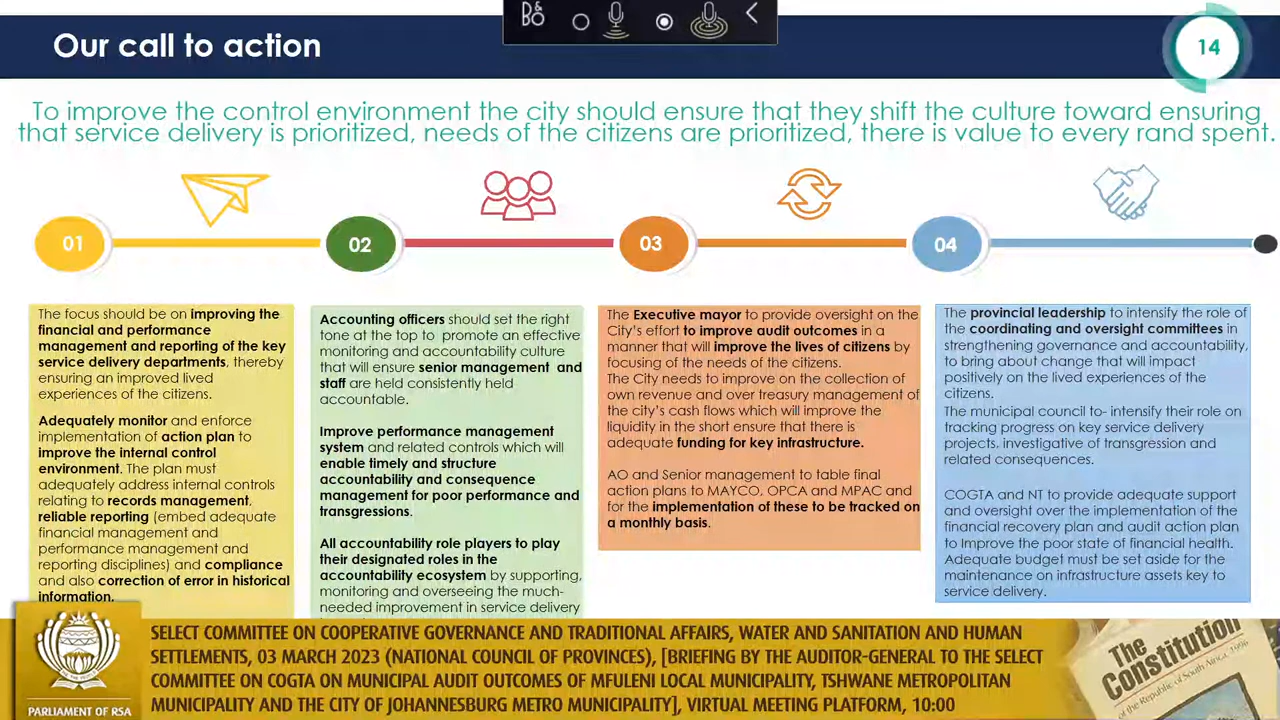 B&O
Our call to action
14
To improve the control environment the city should ensure that they shift the culture toward ensuring
that service delivery is prioritized, needs of the citizens are prioritized, there is value to every rand spent.
01
02
03
04
The focus should be on improving the
financial and performance
management and reporting of the key
service delivery departments, thereby
ensuring an improved lived
experiences of the citizens.
Adequately monitor and enforce
implementation of action plan to
improve the internal control
environment. The plan must
adequately address internal controls
relating to records management,
reliable reporting (embed adequate
financial management and
performance management and
reporting disciplines) and compliance
and also correction of error in historical
information.
Accounting officers should set the right
tone at the top to promote an effective
monitoring and accountability culture
that will ensure senior management and
staff are held consistently held
accountable.
Improve performance management
system and related controls which will
enable timely and structure
accountability and consequence
management for poor performance and
transgressions.
All accountability role players to play
their designated roles in the
accountability ecosystem by supporting,
monitoring and overseeing the much-
needed improvement in service delivery
The Executive mayor to provide oversight on the
City's effort to improve audit outcomes in a
manner that will improve the lives of citizens by
focusing of the needs of the citizens.
The City needs to improve on the collection of
own revenue and over treasury management of
the city's cash flows which will improve the
liquidity in the short ensure that there is
adequate funding for key infrastructure.
AO and Senior management to table final
action plans to MAYCO, OPCA and MPAC and
for the implementation of these to be tracked on
a monthly basis.
The provincial leadership to intensify the role of
the coordinating and oversight committees in
strengthening governance and accountability,
to bring about change that will impact
positively on the lived experiences of the
citizens.
The municipal council to- intensify their role on
tracking progress on key service delivery
projects. investigative of transgression and
related consequences.
COGTA and NT to provide adequate support
and oversight over the implementation of the
financial recovery plan and audit action plan
to Improve the poor state of financial health.
Adequate budget must be set aside for the
maintenance on infrastructure assets key to
service delivery.
SELECT COMMITTEE ON COOPERATIVE GOVERNANCE AND TRADITIONAL AFFAIRS, WATER AND SANITATION AND HUMAN
SETTLEMENTS, 03 MARCH 2023 (NATIONAL COUNCIL OF PROVINCES), [BRIEFING BY THE AUDITOR-GENERAL TO THE SELECT
COMMITTEE ON COGTA ON MUNICIPAL AUDIT OUTCOMES OF MFULENI LOCAL MUNICIPALITY, TSHWANE METROPOLITAN
MUNICIPALITY AND THE CITY OF JOHANNESBURG METRO MUNICIPALITY], VIRTUAL MEETING PLATFORM, 10:00
PARLIAMENT OF RSA
The
Constitution
of the Republic of South Africa, 1996